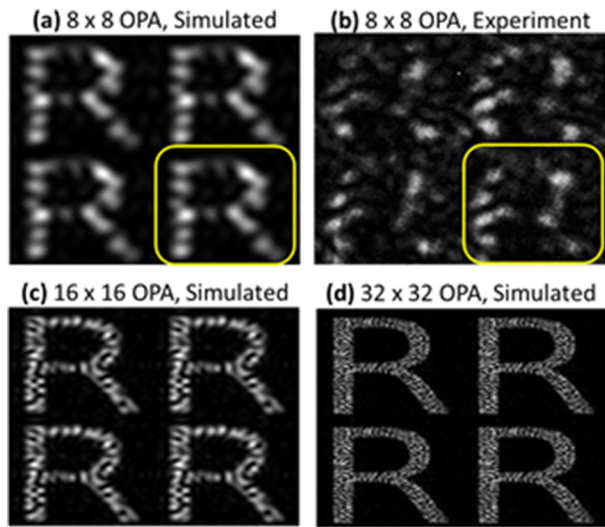 (a) 8 x 8 OPA, Simulated
(b) 8 x 8 OPA, Experiment
R R
R R
(c) 16 x 16 OPA, Simulated
(d) 32 x 32 OPA, Simulated
R R R R
R R R R